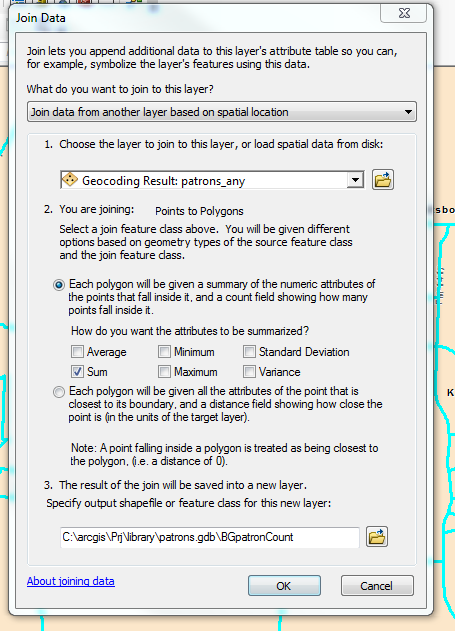 Join Data
Join lets you append additional data to this layer's attribute table so you can,
for example, symbolize the layer's features using this data.
What do you want to join to this layer?
Join data from another layer based on spatial location
1. Choose the layer to join to this layer, or load spatial data from disk:
Geocoding Result: patrons_any
2. You are joining: Points to Polygons
Select a join feature class above. You will be given different
options based on geometry types of the source feature class
and the join feature class.
Each polygon will be given a summary of the numeric attributes of
the points that fall inside it, and a count field showing how many
points fall inside it.
How do you want the attributes to be summarized?
Average Minimum Standard Deviation
Sum Maximum Variance
Each polygon will be given all the attributes of the point that is
closest to its boundary, and a distance field showing how close the
point is (in the units of the target layer).
Note: A point falling inside a polygon is treated as being closest to
the polygon, (i.e. a distance of 0).
3. The result of the join will be saved into a new layer.
Specify output shapefile or feature class for this new layer:
C:\arcgis\Prj\library\patrons.gdb\BGpatronCount
About joining data
OK Cancel
sbo
K